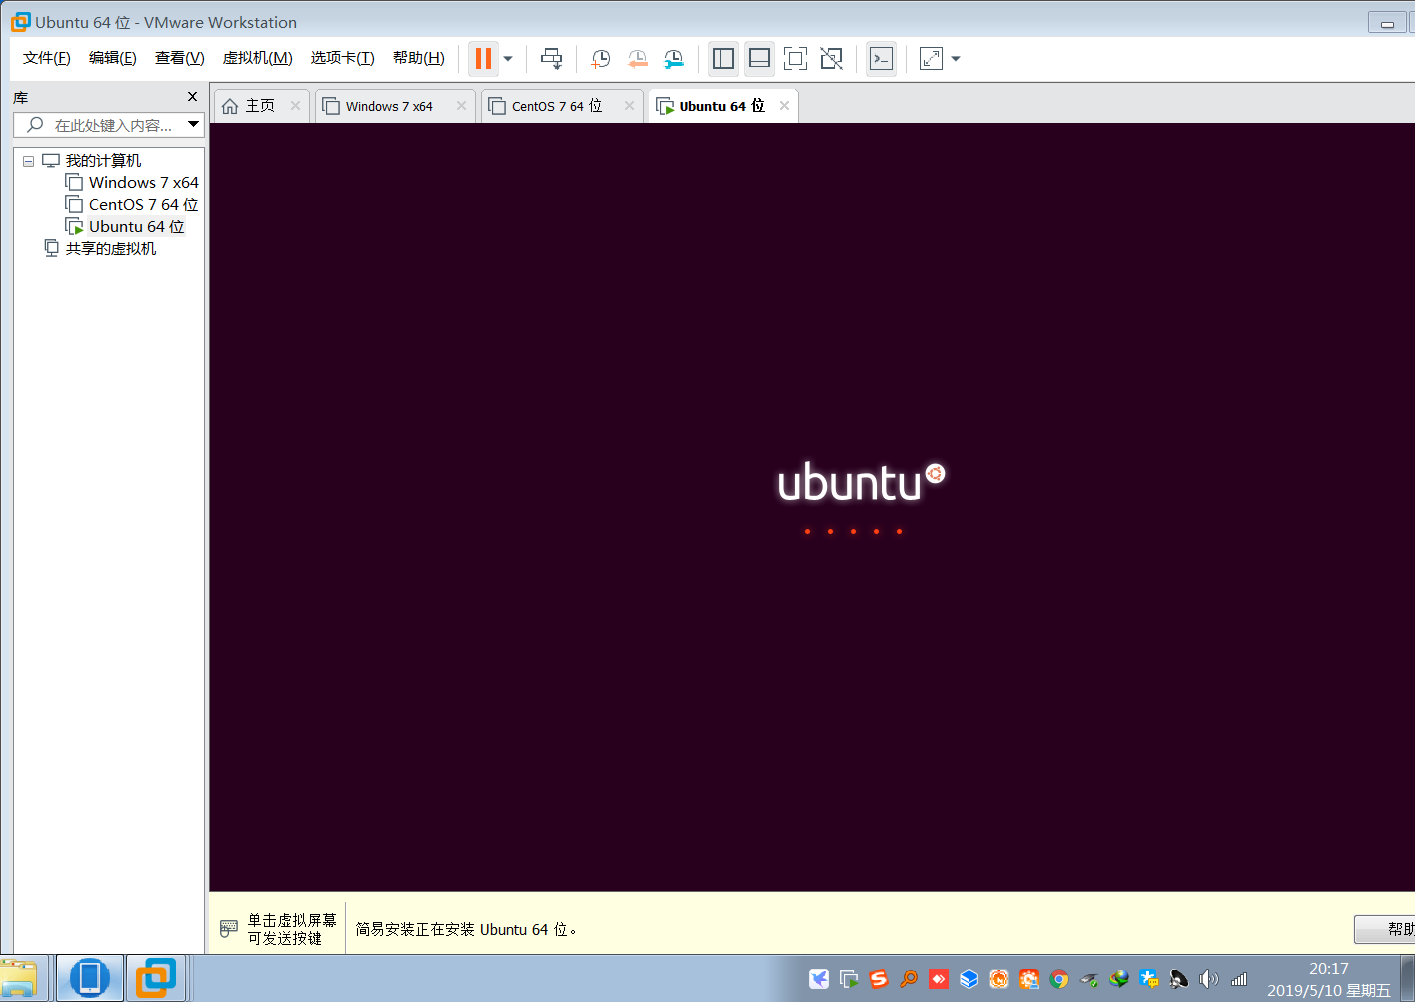 Ubuntu 64 位 - VMware Workstation
文件(F) 编辑(E) 查看(V) 虚拟机(M) 选项卡(T) 帮助(H)
库
在此处键入内容...
我的计算机
Windows 7 x64
CentOS 7 64 位
Ubuntu 64 位
共享的虚拟机
主页 Windows 7 x64 CentOS 7 64 位 Ubuntu 64 位
ubuntu
单击虚拟屏幕
可发送按键
简易安装正在安装 Ubuntu 64 位。
帮助
20:17
2019/5/10 星期五